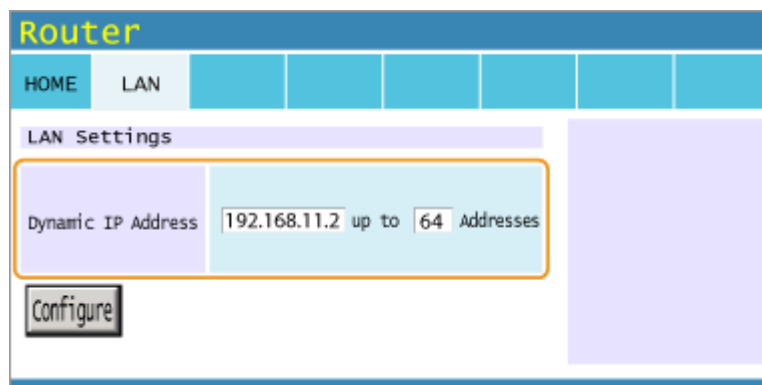 Router
HOME LAN
LAN Settings
Dynamic IP Address 192.168.11.2 up to 64 Addresses
Configure